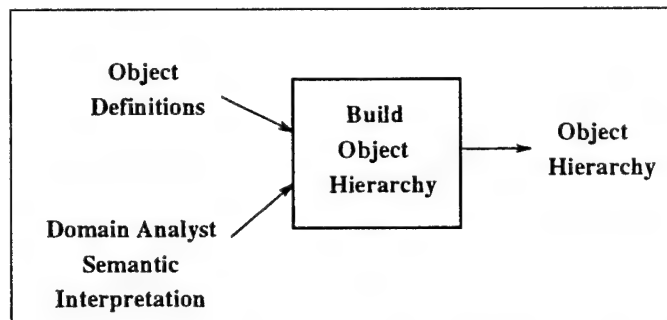 Object
Definitions
Build
Object
Hierarchy
Object
Hierarchy
Domain Analyst
Semantic
Interpretation